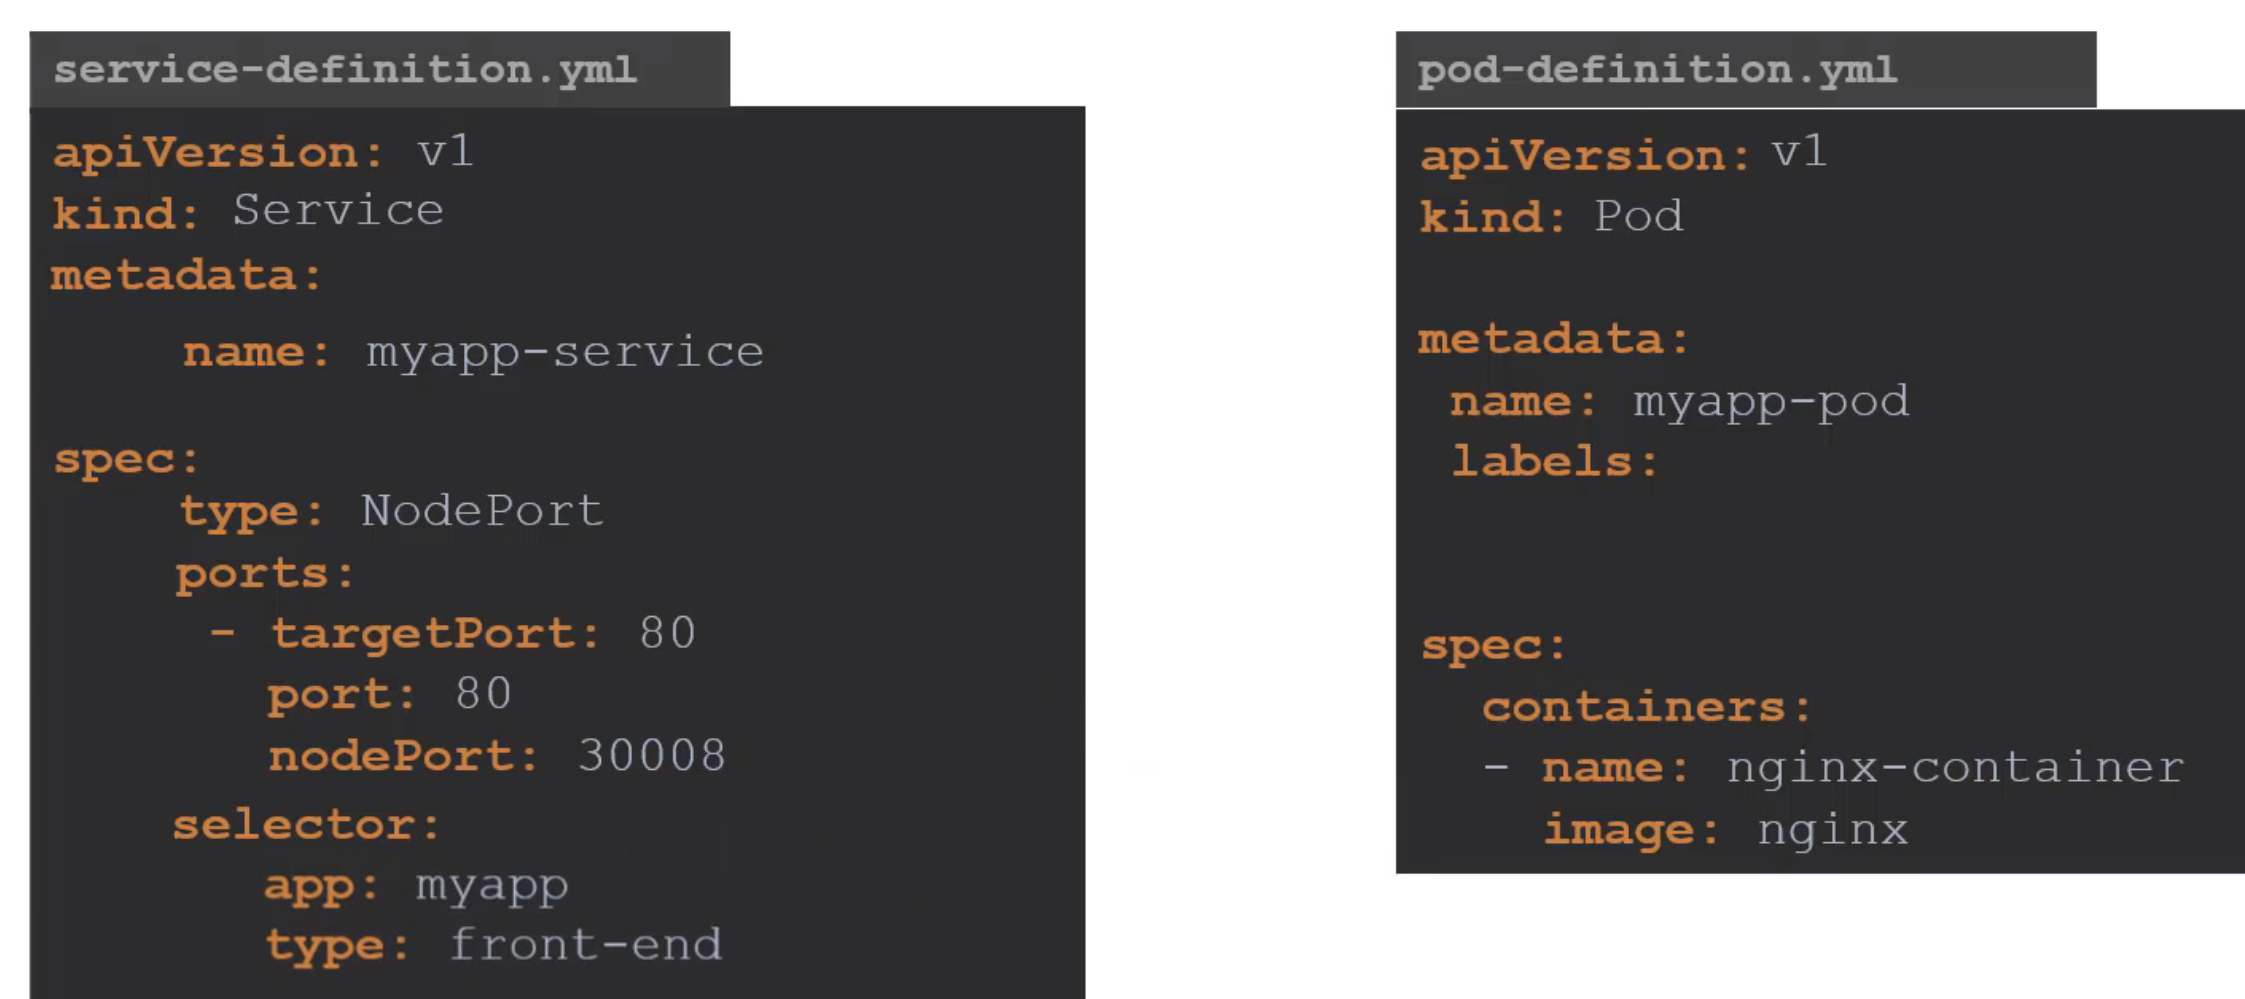 service-definition.yml
apiVersion: v1
kind: Service
metadata:
name: myapp-service
spec:
type: NodePort
ports:
- targetPort: 80
port: 80
nodePort: 30008
selector:
app: myapp
type: front-end
pod-definition.yml
apiVersion: v1
kind: Pod
metadata:
name: myapp-pod
labels:
spec:
containers:
- name: nginx-container
image: nginx